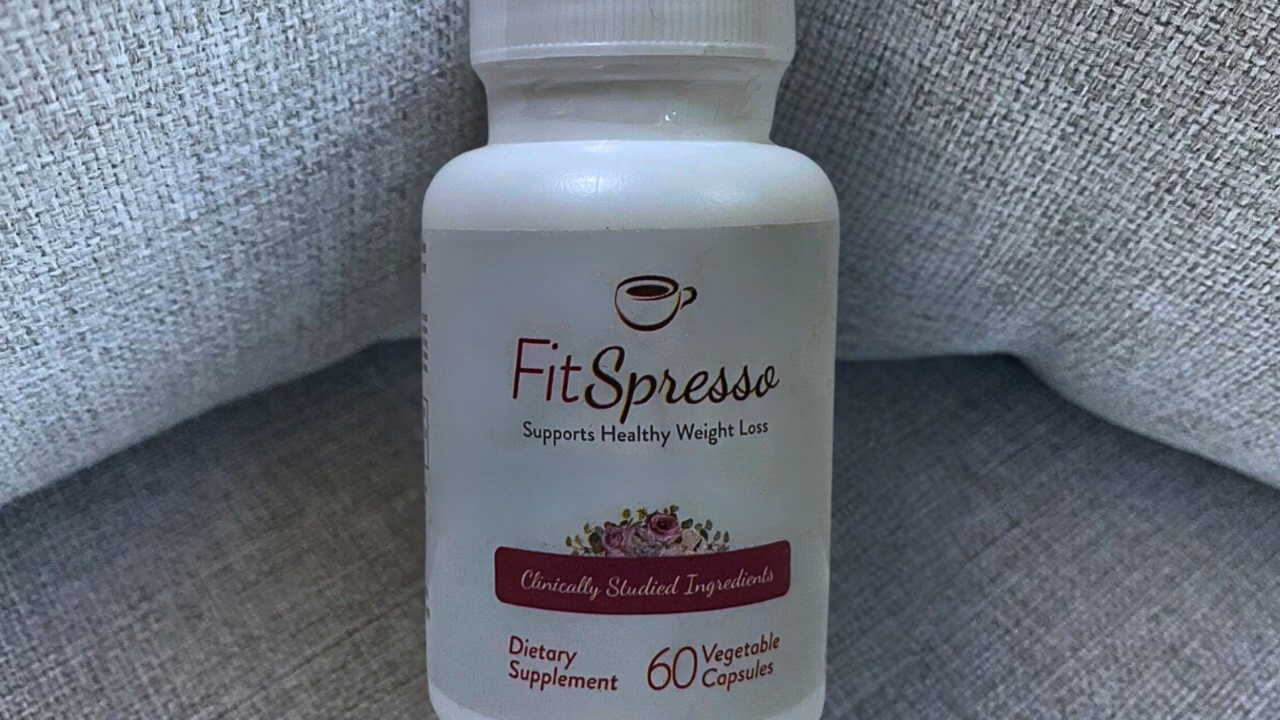 FitSpresso
Supports Healthy Weight Loss
Clinically Studied Ingredients
Dietary
Supplement
60 Vegetable
Capsules